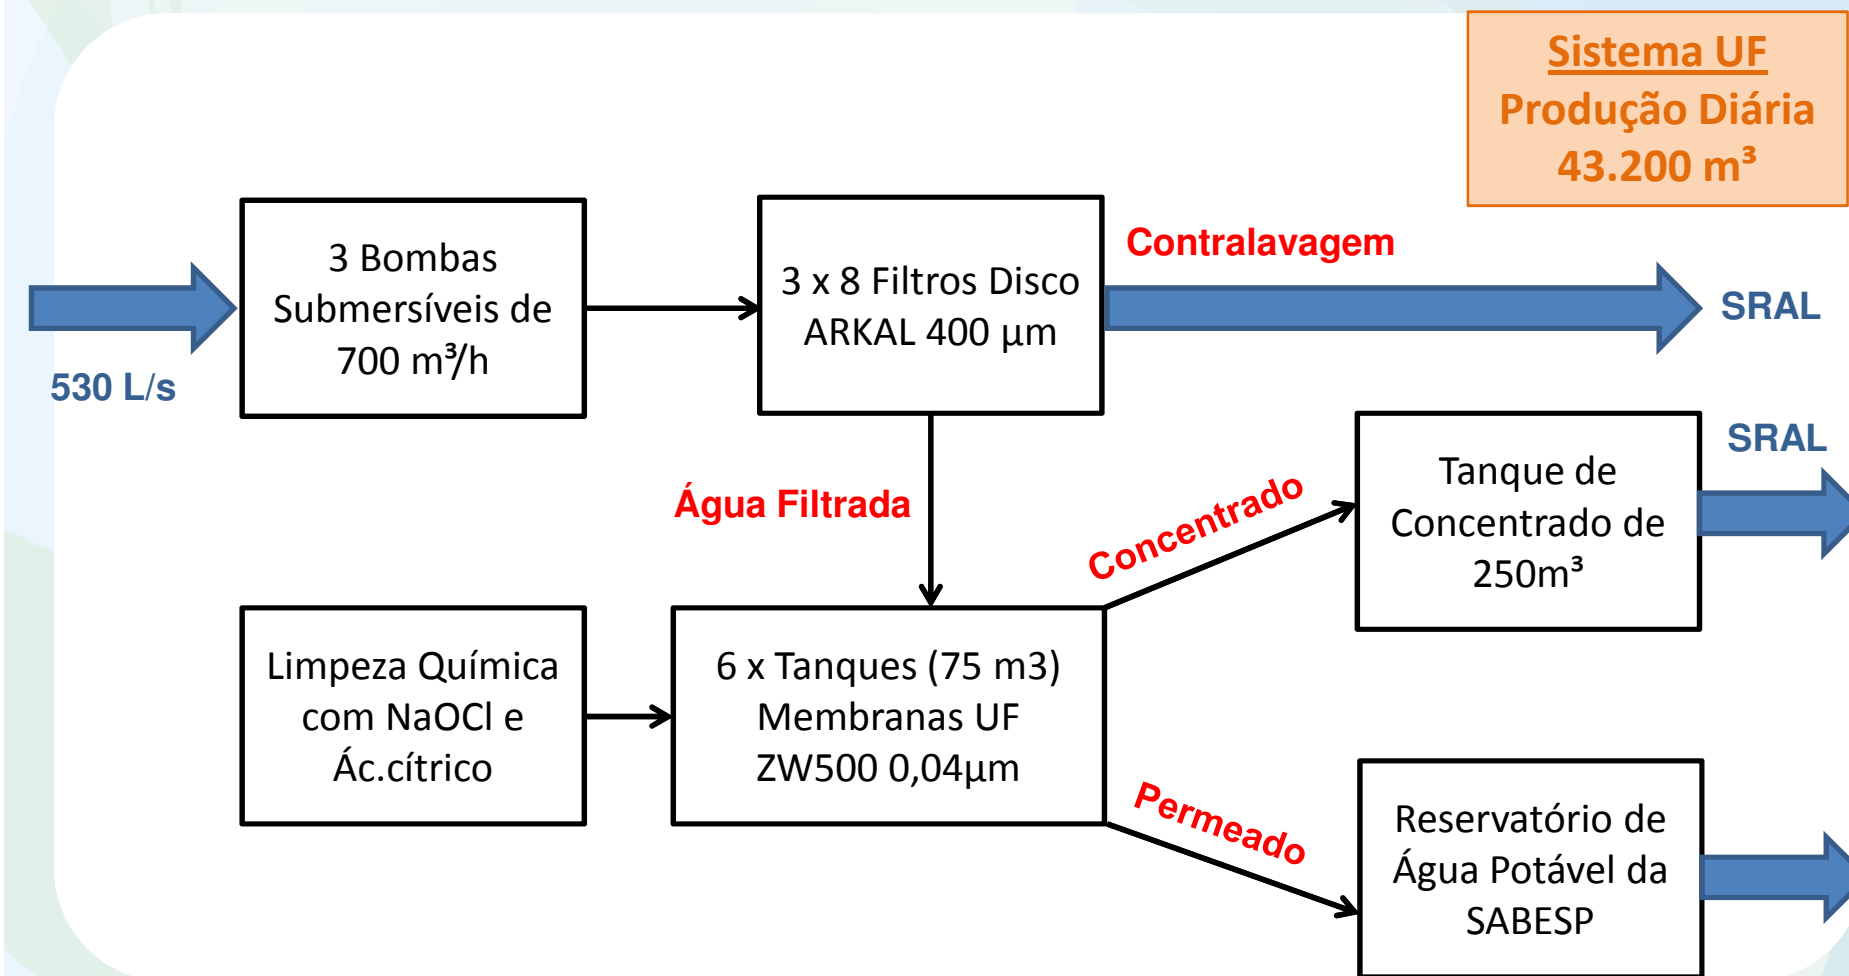 Sistema UF
Produção Diária
43.200 m³
3 Bombas
Submersíveis de
700 m³/h
530 L/s
3 x 8 Filtros Disco
ARKAL 400 µm
Contralavagem
SRAL
Água Filtrada
Concentrado
Tanque de
Concentrado de
250m³
SRAL
Limpeza Química
com NaOCl e
Ác.cítrico
6 x Tanques (75 m3)
Membranas UF
ZW500 0,04µm
Permeado
Reservatório de
Água Potável da
SABESP